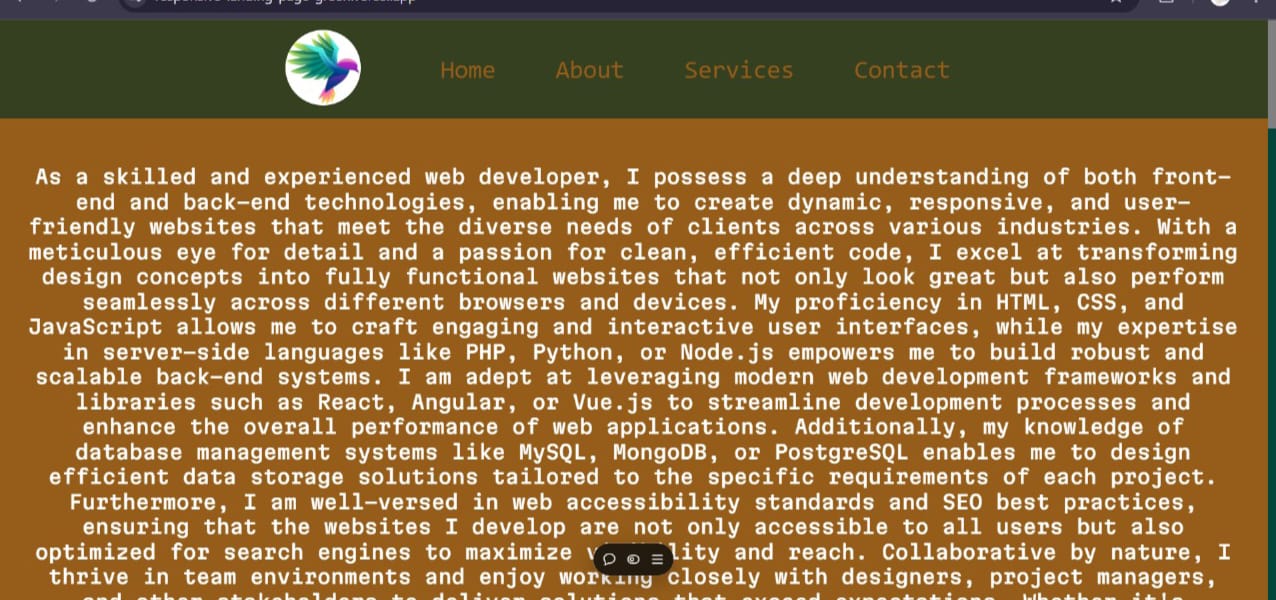 Home About Services Contact
As a skilled and experienced web developer, I possess a deep understanding of both front-
end and back-end technologies, enabling me to create dynamic, responsive, and user-
friendly websites that meet the diverse needs of clients across various industries. With a
meticulous eye for detail and a passion for clean, efficient code, I excel at transforming
design concepts into fully functional websites that not only look great but also perform
seamlessly across different browsers and devices. My proficiency in HTML, CSS, and
JavaScript allows me to craft engaging and interactive user interfaces, while my expertise
in server-side languages like PHP, Python, or Node.js empowers me to build robust and
scalable back-end systems. I am adept at leveraging modern web development frameworks and
libraries such as React, Angular, or Vue.js to streamline development processes and
enhance the overall performance of web applications. Additionally, my knowledge of
database management systems like MySQL, MongoDB, or PostgreSQL enables me to design
efficient data storage solutions tailored to the specific requirements of each project.
Furthermore, I am well-versed in web accessibility standards and SEO best practices,
ensuring that the websites I develop are not only accessible to all users but also
optimized for search engines to maximize and reach. Collaborative by nature, I
thrive in team environments and enjoy working closely with designers, project managers,